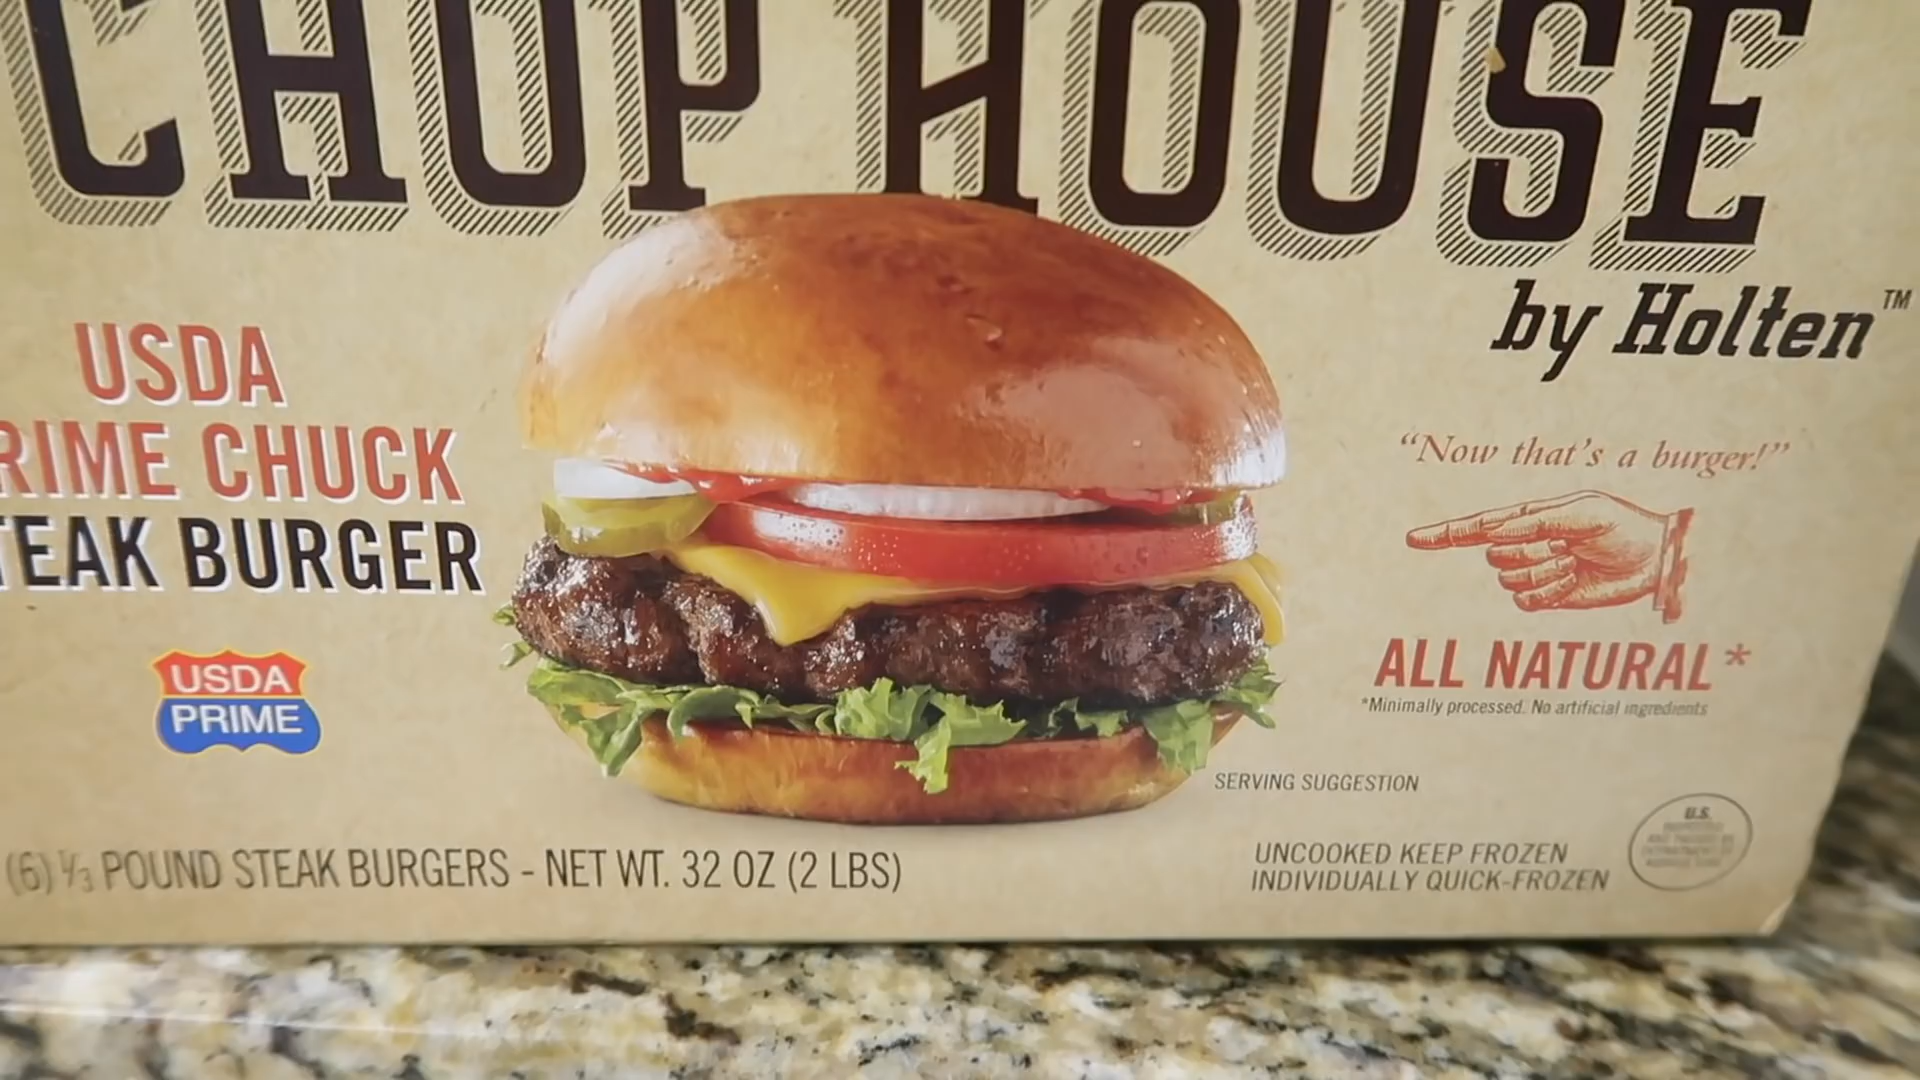 CHOP HOUSE
by Holten™
USDA
RIME CHUCK
TEAK BURGER
USDA
PRIME
"Now that's a burger!"
ALL NATURAL*
*Minimally processed. No artificial ingredients
SERVING SUGGESTION
(6) 1/3 POUND STEAK BURGERS - NET WT. 32 OZ (2 LBS)
UNCOOKED KEEP FROZEN
INDIVIDUALLY QUICK-FROZEN
U.S.